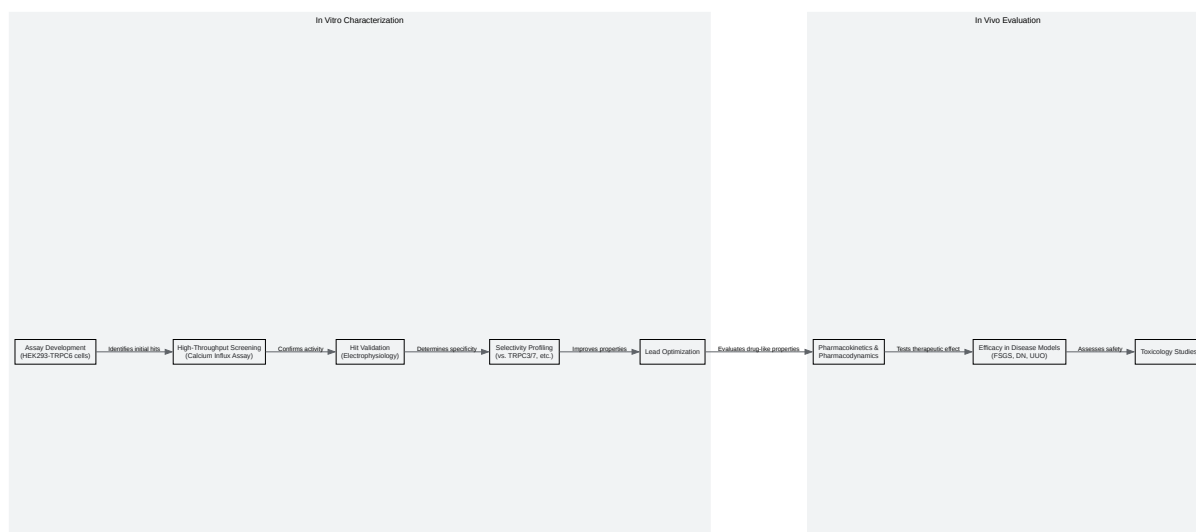 In Vitro Characterization
In Vivo Evaluation
Assay Development
(HEK293-TRPC6 cells)
Identifies initial hits
High-Throughput Screening
(Calcium Influx Assay)
Confirms activity
Hit Validation
(Electrophysiology)
Determines specificity
Selectivity Profiling
(vs. TRPC3/7, etc.)
Improves properties
Lead Optimization
Evaluates drug-like properties
Pharmacokinetics &
Pharmacodynamics
Tests therapeutic effect
Efficacy in Disease Models
(FSGS, DN, UUO)
Assesses safety
Toxicology Studies